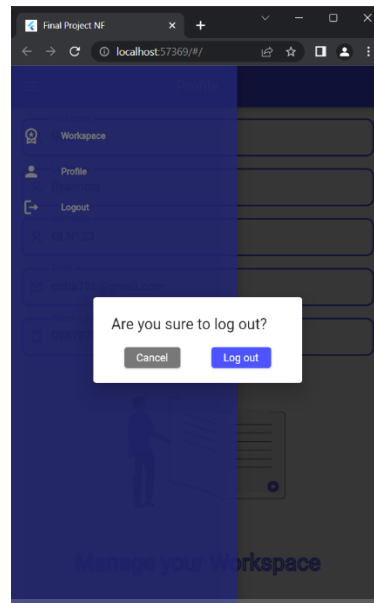 Final Project NF
localhost:57369/#/
Profile
Workspace
Profile
Logout
Are you sure to log out?
Cancel
Log out
Manage your Workspace